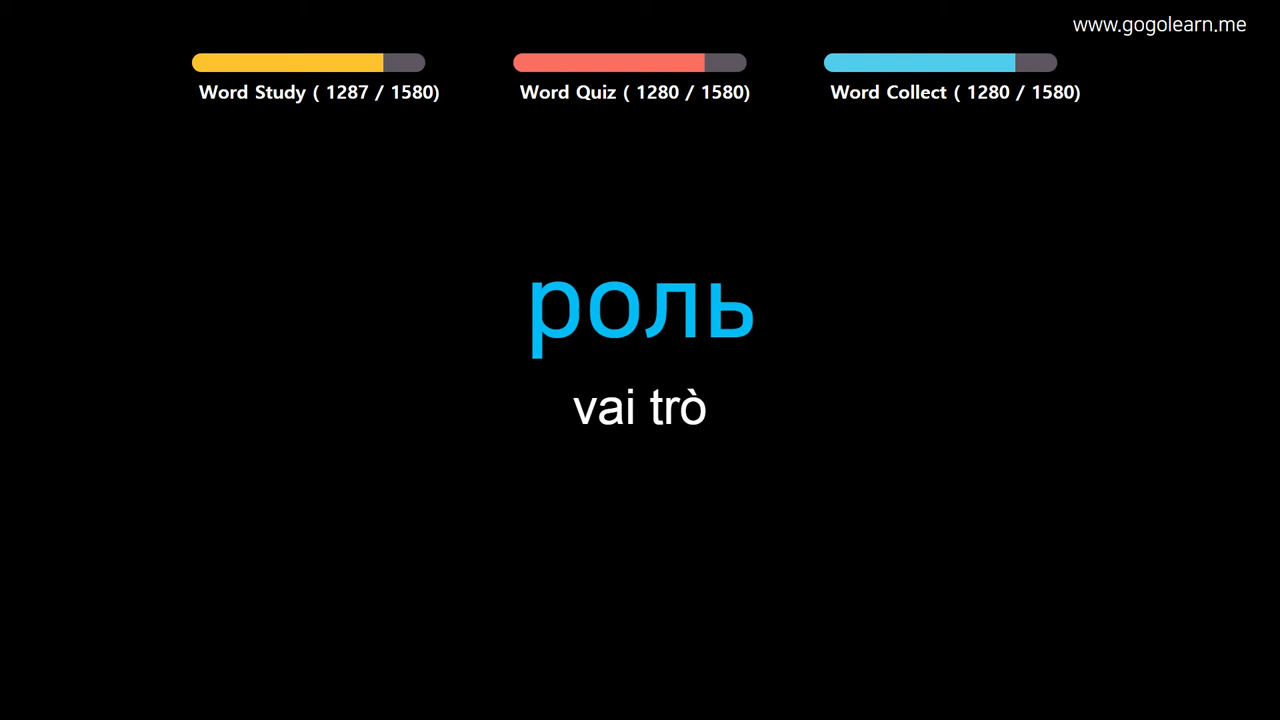 www.gogolearn.me
Word Study ( 1287 / 1580)
Word Quiz ( 1280 / 1580)
Word Collect ( 1280 / 1580)
роль
vai trò